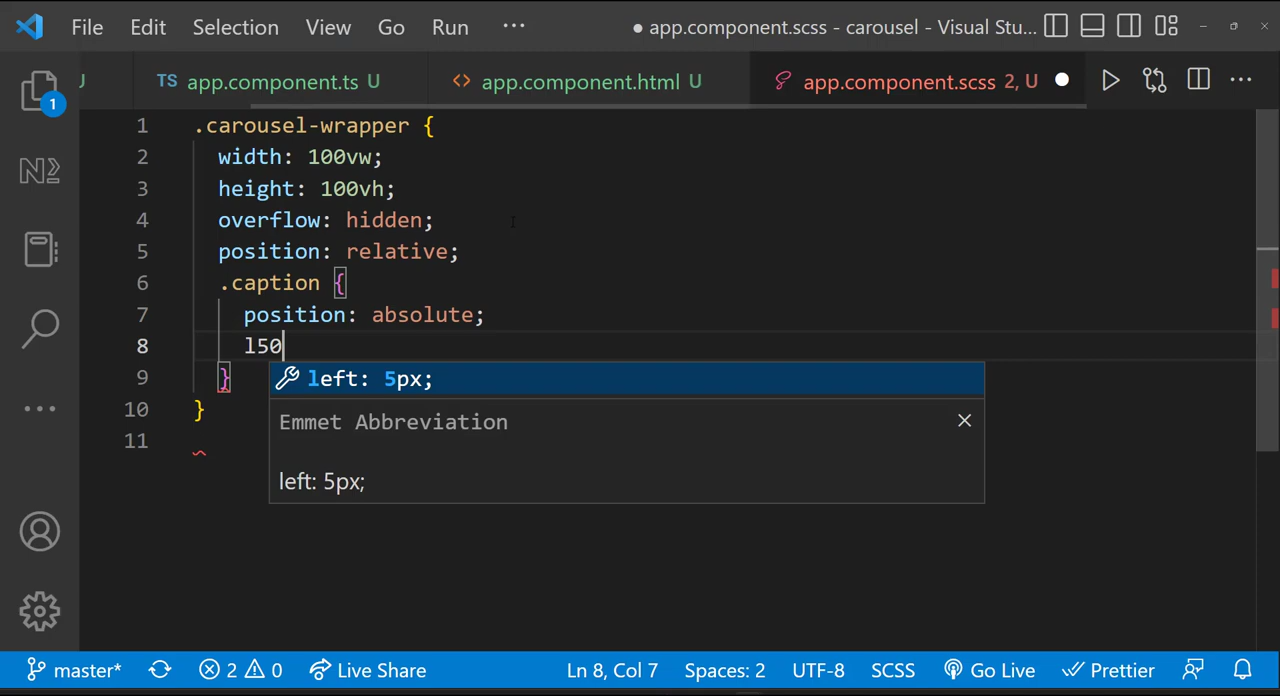 File Edit Selection View Go Run ··· ● app.component.scss - carousel - Visual Stu...
U TS app.component.ts U <> app.component.html U app.component.scss 2, U
1
1 .carousel-wrapper {
2 width: 100vw;
3 height: 100vh;
4 overflow: hidden;
5 position: relative;
6 .caption {
7 position: absolute;
8 l50
9 }
left: 5px;
10 }
Emmet Abbreviation
11
left: 5px;
master* 2 0 Live Share Ln 8, Col 7 Spaces: 2 UTF-8 SCSS Go Live Prettier